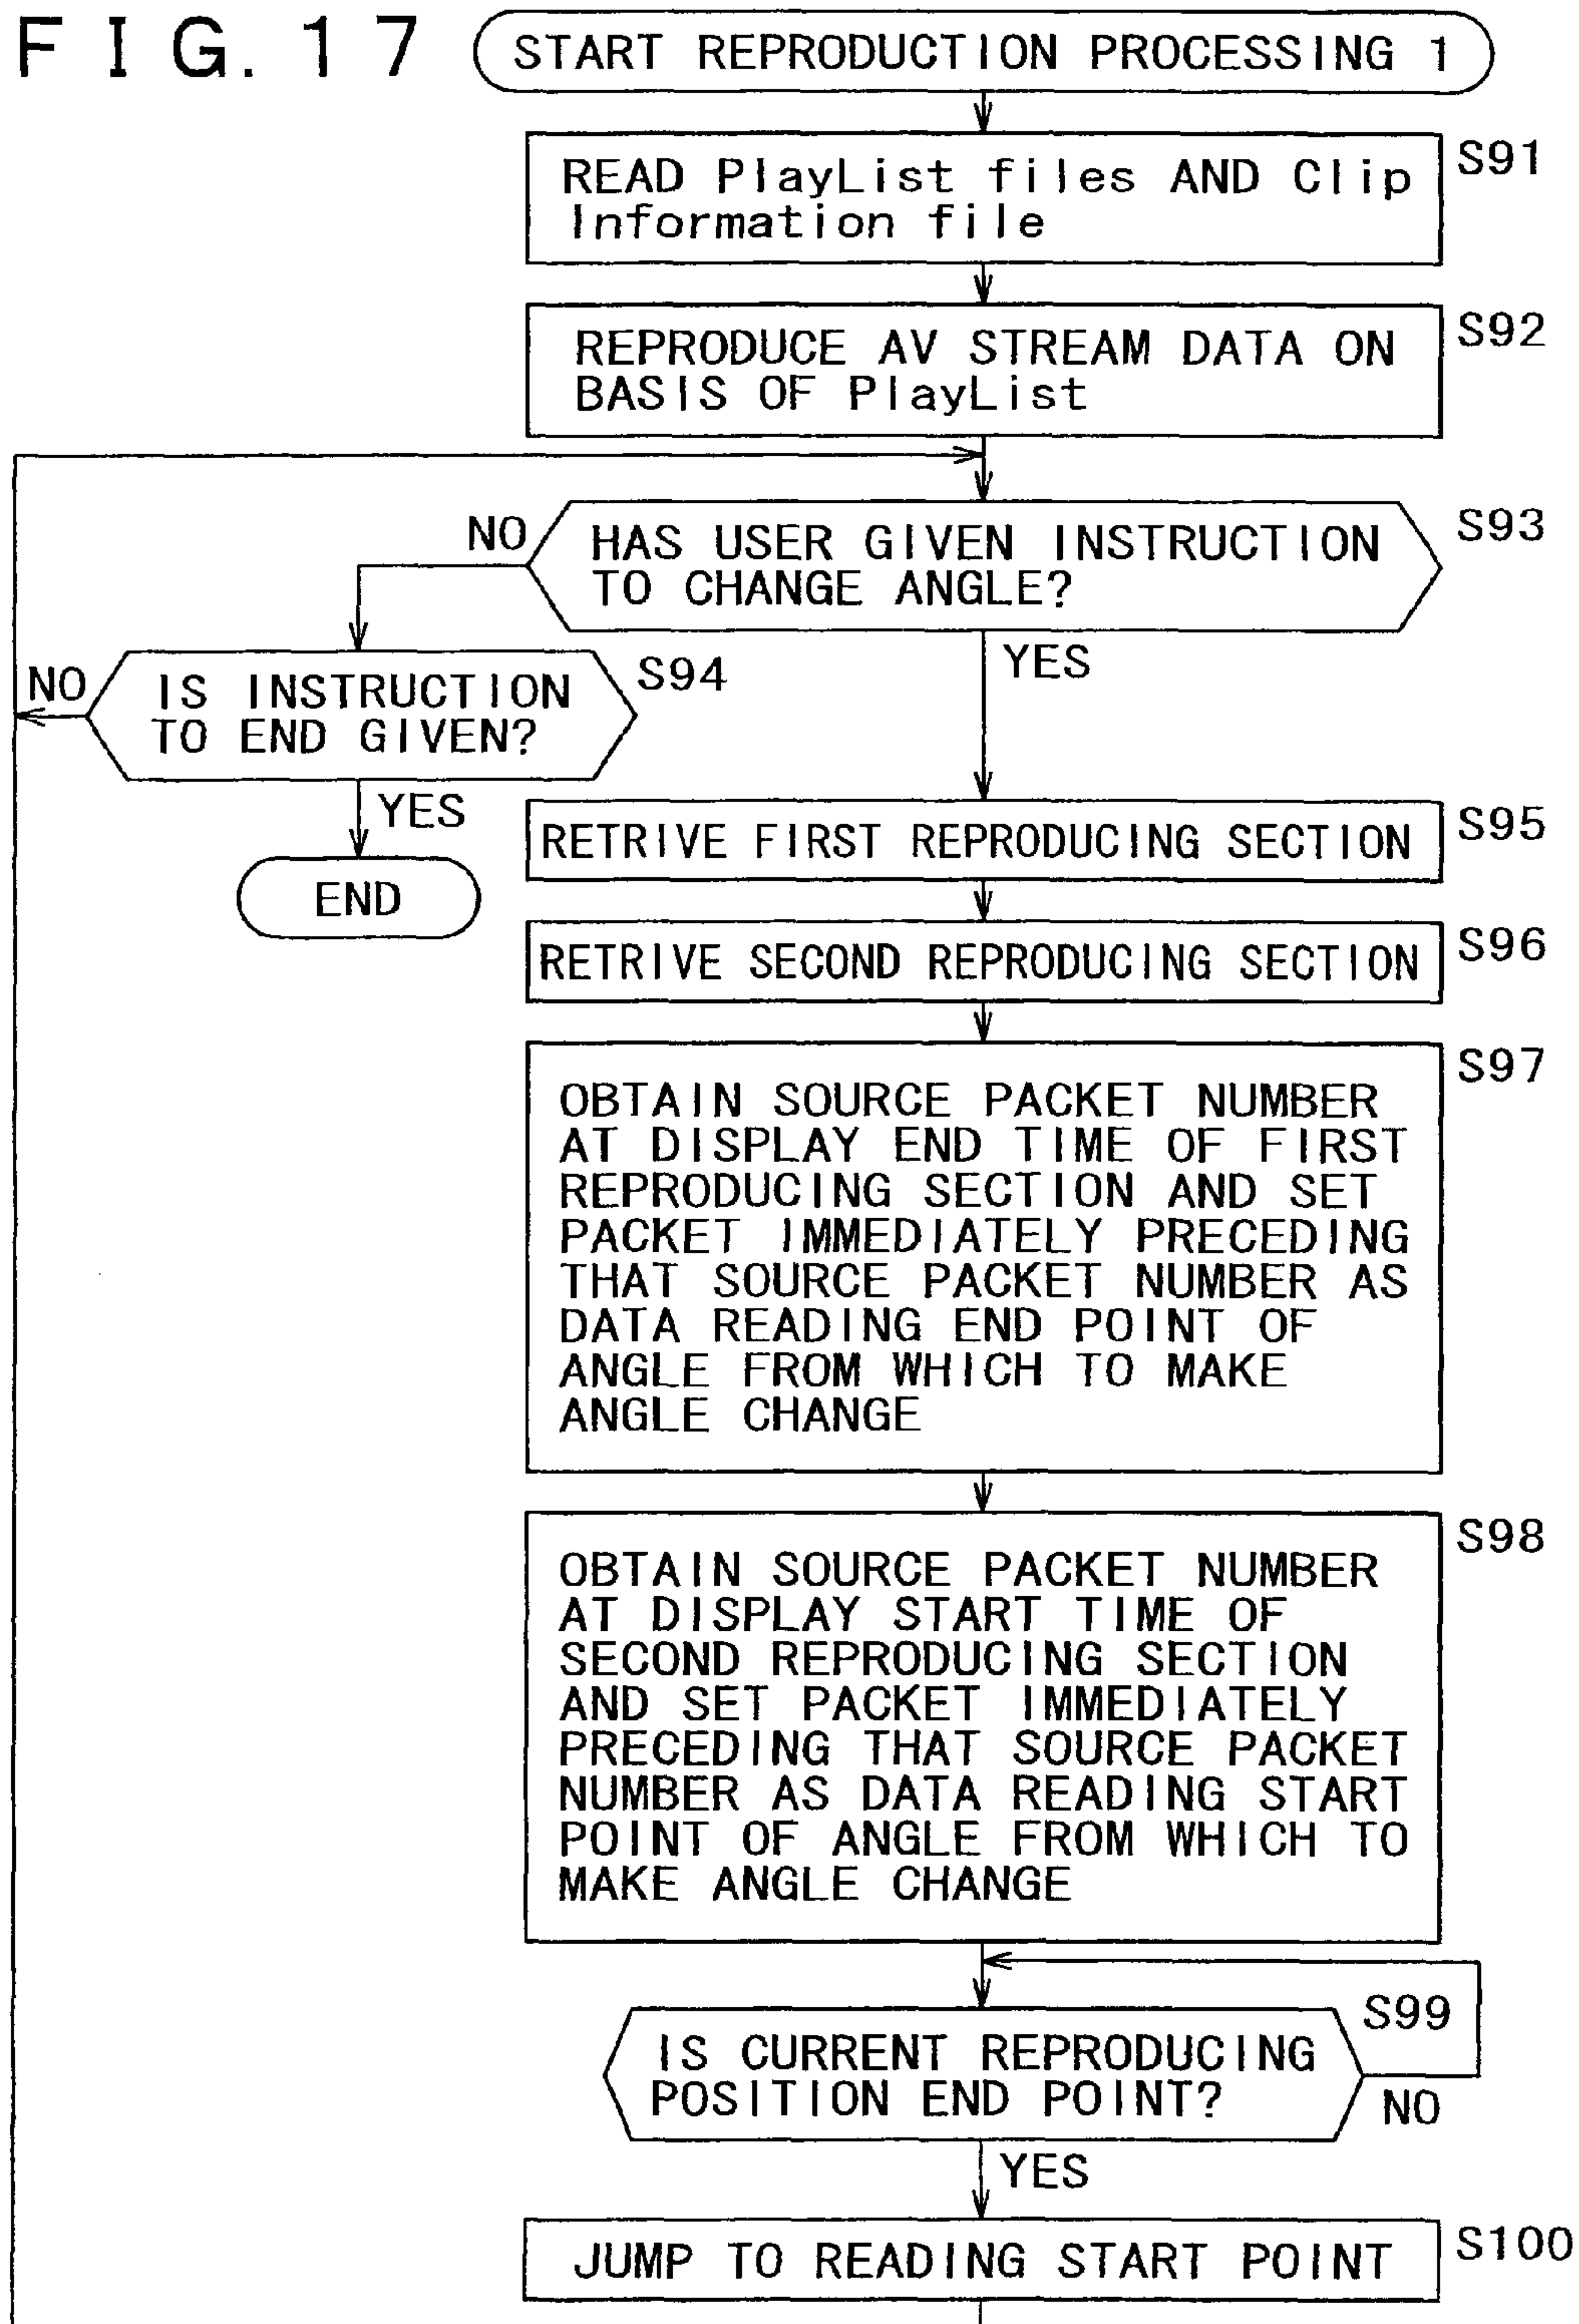 FIG. 17
START REPRODUCTION PROCESSING 1
S91
READ PlayList files AND Clip
Information file
S92
REPRODUCE AV STREAM DATA ON
BASIS OF PlayList
S93
NO
HAS USER GIVEN INSTRUCTION
TO CHANGE ANGLE?
YES
NO
S94
IS INSTRUCTION
TO END GIVEN?
YES
END
RETRIVE FIRST REPRODUCING SECTION
S95
RETRIVE SECOND REPRODUCING SECTION
S96
S97
OBTAIN SOURCE PACKET NUMBER
AT DISPLAY END TIME OF FIRST
REPRODUCING SECTION AND SET
PACKET IMMEDIATELY PRECEDING
THAT SOURCE PACKET NUMBER AS
DATA READING END POINT OF
ANGLE FROM WHICH TO MAKE
ANGLE CHANGE
S98
OBTAIN SOURCE PACKET NUMBER
AT DISPLAY START TIME OF
SECOND REPRODUCING SECTION
AND SET PACKET IMMEDIATELY
PRECEDING THAT SOURCE PACKET
NUMBER AS DATA READING START
POINT OF ANGLE FROM WHICH TO
MAKE ANGLE CHANGE
S99
IS CURRENT REPRODUCING
POSITION END POINT?
NO
YES
JUMP TO READING START POINT
S100